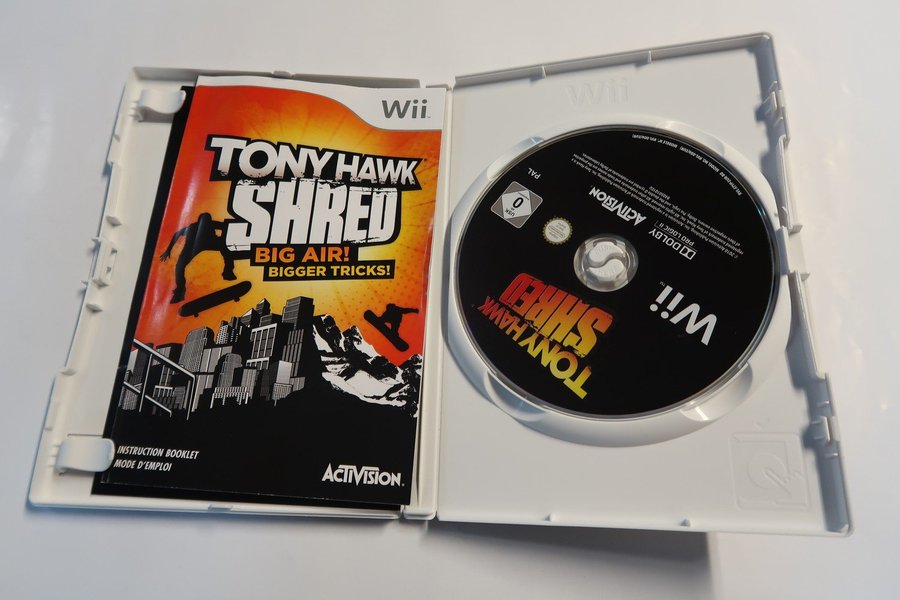 Wii
TONY HAWK
SHRED
BIG AIR!
BIGGER TRICKS!
INSTRUCTION BOOKLET
MODE D'EMPLOI
ACTIVISION
Wii
Wii
TONY HAWK
SHRED
DOLBY
PRO LOGIC II
ACTIVISION
PAL
0
USK